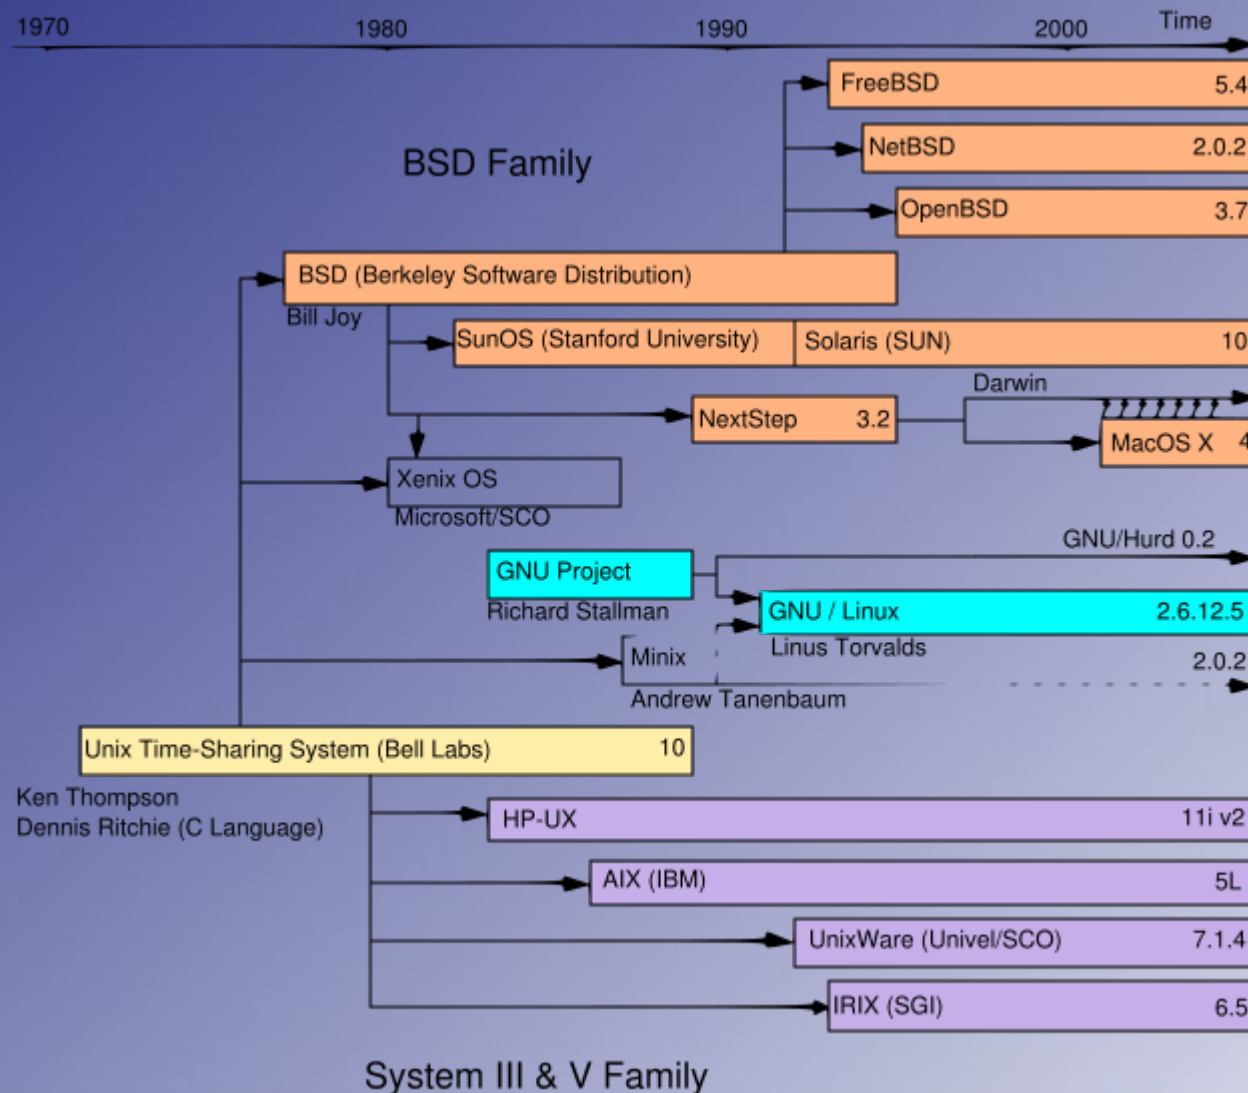 1970 1980 1990 2000 Time
FreeBSD 5.4
NetBSD 2.0.2
BSD Family
OpenBSD 3.7
BSD (Berkeley Software Distribution)
Bill Joy
SunOS (Stanford University) Solaris (SUN) 10
Darwin
NextStep 3.2
MacOS X 4
Xenix OS
Microsoft/SCO
GNU/Hurd 0.2
GNU Project
Richard Stallman
GNU / Linux 2.6.12.5
Linus Torvalds
Minix 2.0.2
Andrew Tanenbaum
Unix Time-Sharing System (Bell Labs) 10
Ken Thompson
Dennis Ritchie (C Language)
HP-UX 11i v2
AIX (IBM) 5L
UnixWare (Univel/SCO) 7.1.4
IRIX (SGI) 6.5
System III & V Family